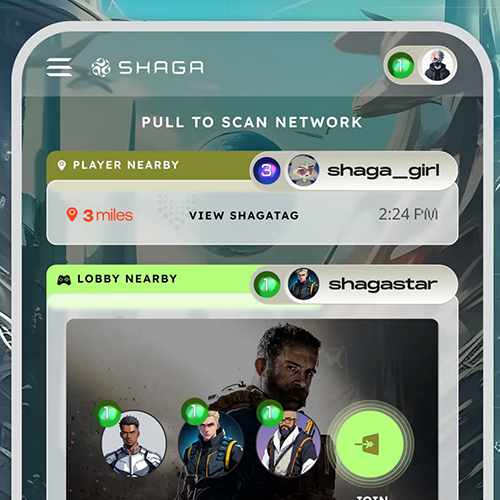 SHAGA
1
PULL TO SCAN NETWORK
PLAYER NEARBY
3
shaga_girl
3 miles
VIEW SHAGATAG
2:24 PM
LOBBY NEARBY
1
shagastar
1
1
1
JOIN